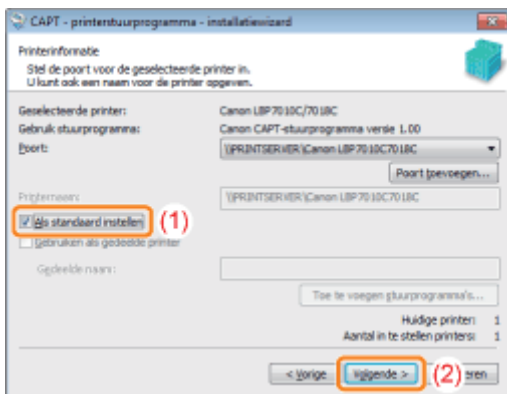 CAPT - printerstuurprogramma - installatiewizard
Printerinformatie
Stel de poort voor de geselecteerde printer in.
U kunt ook een naam voor de printer opgeven.
Geselecteerde printer: Canon LBP7010C/7018C
Gebruik stuurprogramma: Canon CAPT-stuurprogramma versie 1.00
Poort: \\PRINTSERVER\Canon LBP7010C7018C
Poort toevoegen...
Printernaam: \\PRINTSERVER\Canon LBP7010C7018C
Als standaard instellen (1)
Gebruiken als gedeelde printer
Gedeelde naam:
Toe te voegen stuurprogramma's...
Huidige printer: 1
Aantal in te stellen printers: 1
< Vorige Volgende > (2) eren